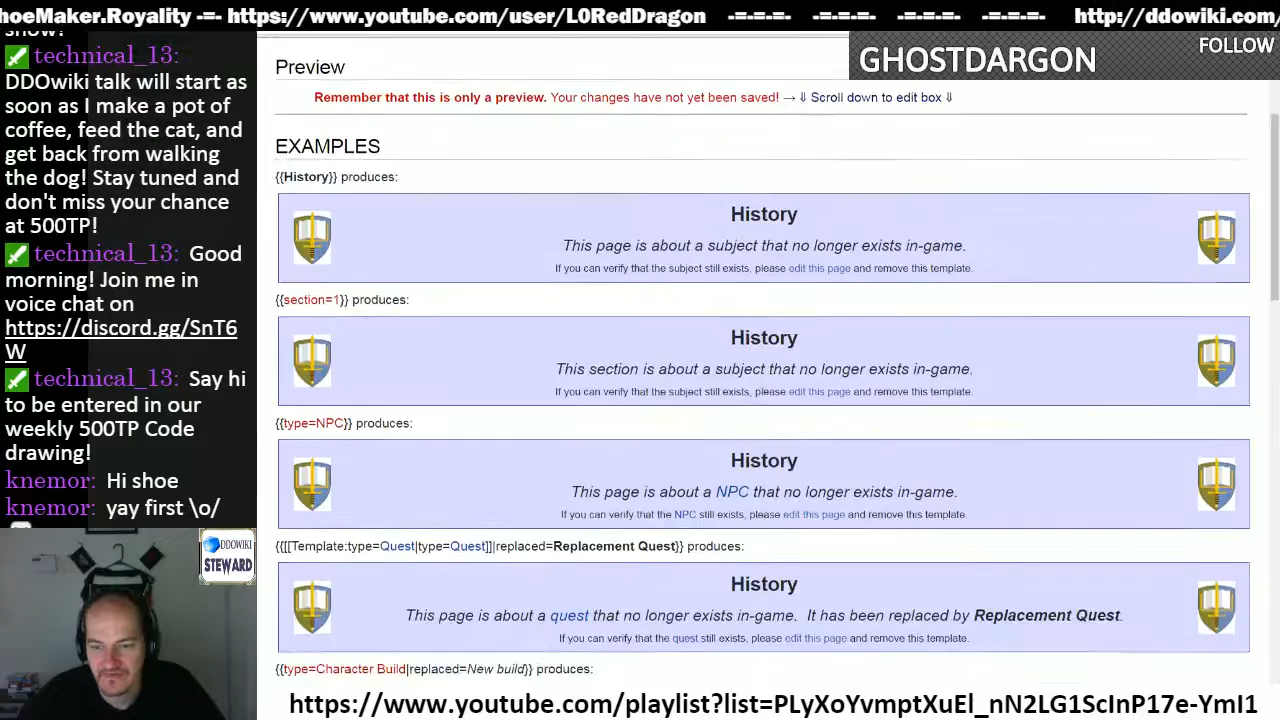 hoeMaker.Royality -=- https://www.youtube.com/user/L0RedDragon -=-=-=- -=-=-=- -=-=-=- -=-=-=- http://ddowiki.com/
GHOSTDARGON FOLLOW
show!
technical_13:
DDOwiki talk will start as
soon as I make a pot of
coffee, feed the cat, and
get back from walking
the dog! Stay tuned and
don't miss your chance
at 500TP!
technical_13: Good
morning! Join me in
voice chat on
https://discord.gg/SnT6
W
technical_13: Say hi
to be entered in our
weekly 500TP Code
drawing!
knemor: Hi shoe
knemor: yay first \o/
DDOWIKI
STEWARD
Preview
Remember that this is only a preview. Your changes have not yet been saved! → ⇓ Scroll down to edit box ⇓
EXAMPLES
{{History}} produces:
History
This page is about a subject that no longer exists in-game.
If you can verify that the subject still exists, please edit this page and remove this template.
{{section=1}} produces:
History
This section is about a subject that no longer exists in-game.
If you can verify that the subject still exists, please edit this page and remove this template.
{{type=NPC}} produces:
History
This page is about a NPC that no longer exists in-game.
If you can verify that the NPC still exists, please edit this page and remove this template.
{{[[Template:type=Quest|type=Quest]]|replaced=Replacement Quest}} produces:
History
This page is about a quest that no longer exists in-game. It has been replaced by Replacement Quest.
If you can verify that the quest still exists, please edit this page and remove this template.
{{type=Character Build|replaced=New build}} produces:
https://www.youtube.com/playlist?list=PLyXoYvmptXuEl_nN2LG1ScInP17e-YmI1